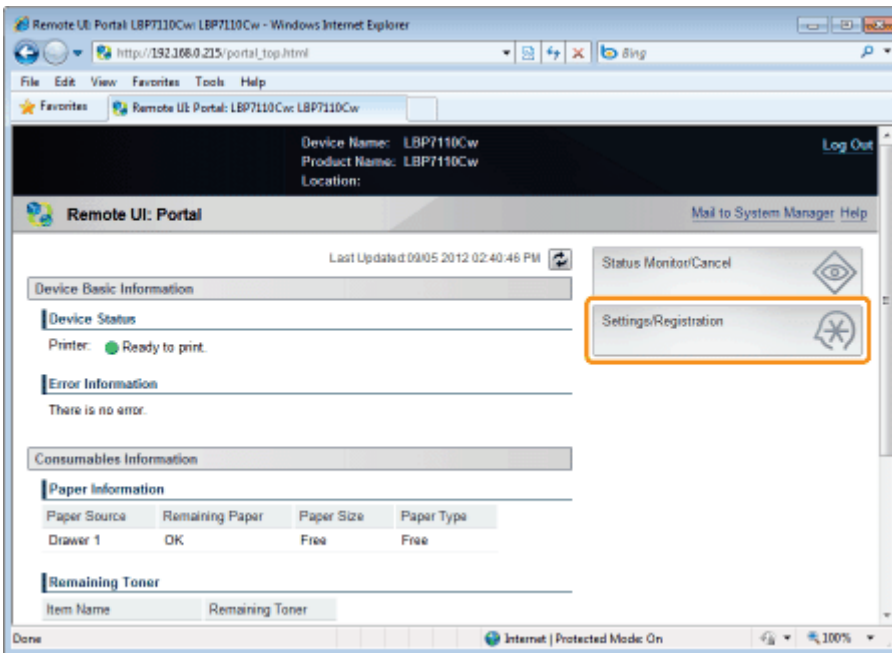 Remote UI: Portal: LBP7110Cw: LBP7110Cw - Windows Internet Explorer
http://192.168.0.215/portal_top.html
Bing
File Edit View Favorites Tools Help
Favorites Remote UI: Portal: LBP7110Cw: LBP7110Cw
Device Name: LBP7110Cw
Product Name: LBP7110Cw
Location:
Log Out
Remote UI: Portal
Mail to System Manager Help
Last Updated:09/05 2012 02:40:46 PM
Status Monitor/Cancel
Device Basic Information
Settings/Registration
Device Status
Printer: Ready to print.
Error Information
There is no error.
Consumables Information
Paper Information
Paper Source Remaining Paper Paper Size Paper Type
Drawer 1 OK Free Free
Remaining Toner
Item Name Remaining Toner
Done Internet | Protected Mode: On 100%